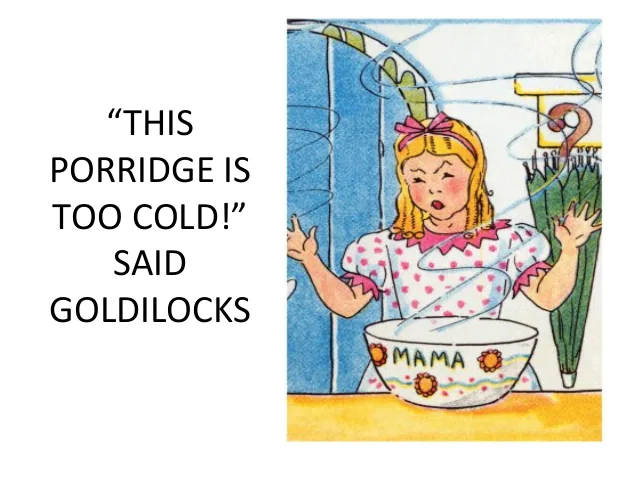 “THIS
PORRIDGE IS
TOO COLD!”
SAID
GOLDILOCKS
MAMA